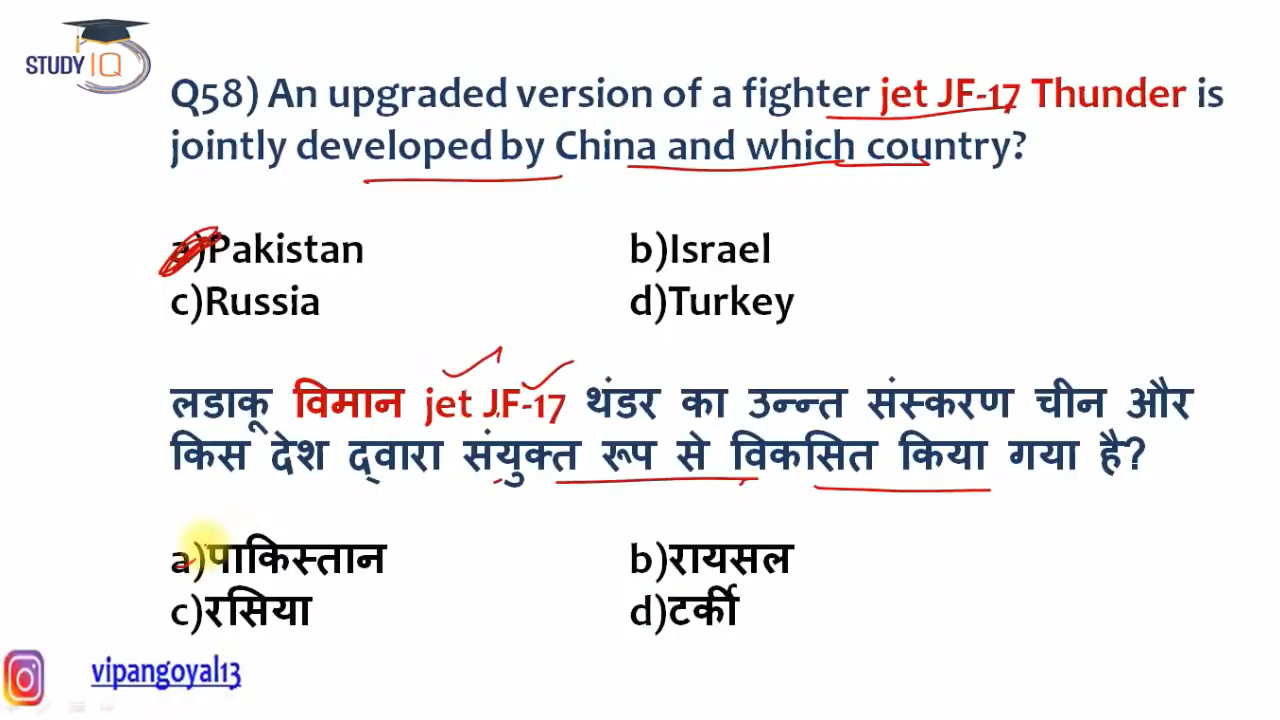 STUDY IQ
Q58) An upgraded version of a fighter jet JF-17 Thunder is
jointly developed by China and which country?
a)Pakistan b)Israel
c)Russia d)Turkey
लडाकू विमान jet JF-17 थंडर का उन्न्त संस्करण चीन और
किस देश द्वारा संयुक्त रूप से विकसित किया गया है?
a)पाकिस्तान b)रायसल
c)रसिया d)टर्की
vipangoyal13